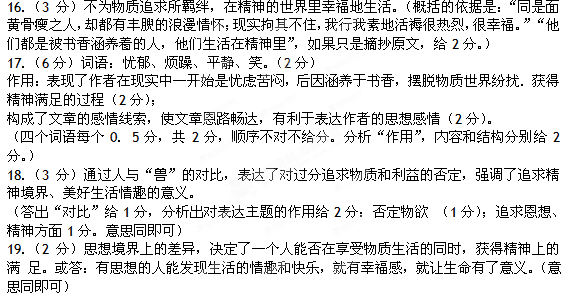 16.（3 分）不为物质追求所羁绊，在精神的世界里幸福地生活。（概括的依据是：“同是面
黄骨瘦之人，却都有丰腴的浪漫情怀；现实拘其不住，我行我素地活得很热烈，很幸福。”“他
们都是被书香涵养着的人，他们生活在精神里”，如果只是摘抄原文，给 2 分。）
17.（6 分）词语：忧郁、烦躁、平静、笑。（2 分）
作用：表现了作者在现实中一开始是忧虑苦闷，后因涵养于书香，摆脱物质世界纷扰．获得
精神满足的过程（2 分）；
构成了文章的感情线索，使文章思路畅达，有利于表达作者的思想感情（2 分）。
（四个词语每个 0．5 分，共 2 分，顺序不对不给分。分析“作用”，内容和结构分别给 2
分。）
18.（3 分）通过人与“兽”的对比，表达了对过分追求物质和利益的否定，强调了追求精
神境界、美好生活情趣的意义。
（答出“对比”给 1 分，分析出对表达主题的作用给 2 分：否定物欲 （1 分）；追求思想、
精神方面 1 分。意思同即可）
19.（2 分）思想境界上的差异，决定了一个人能否在享受物质生活的同时，获得精神上的
满 足。或答：有思想的人能发现生活的情趣和快乐，就有幸福感，就让生命有了意义。（意
思同即可）